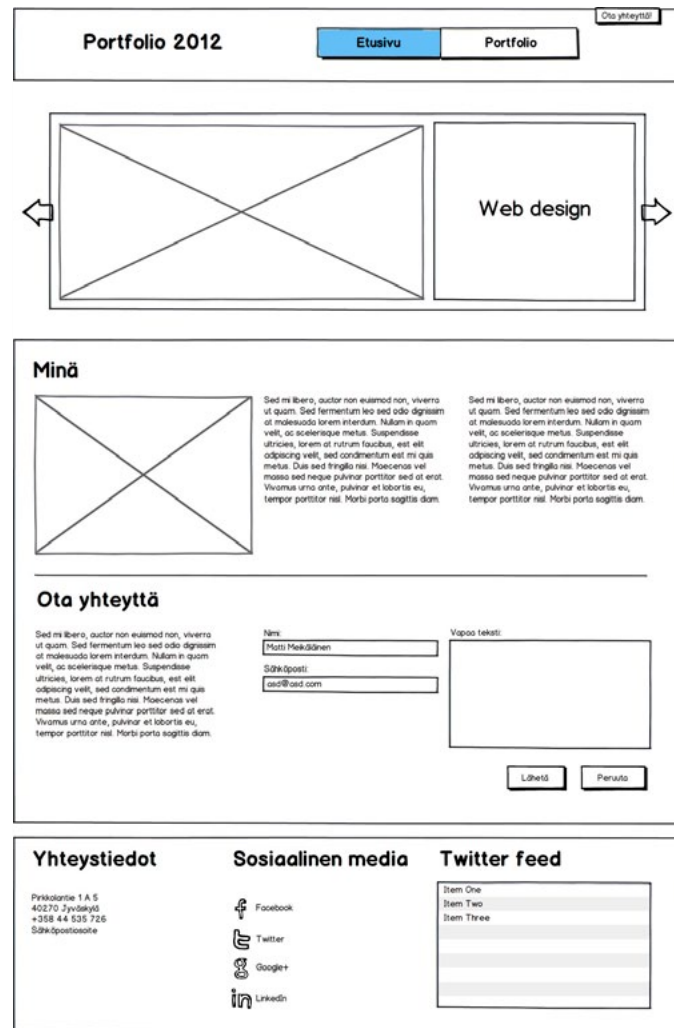 Ota yhteyttä!
Portfolio 2012
Etusivu
Portfolio
Web design
Minä
Sed mi libero, auctor non euismod non, viverra
ut quam. Sed fermentum leo sed odio dignissim
at malesuada lorem interdum. Nullam in quam
velit, ac scelerisque metus. Suspendisse
ultricies, lorem at rutrum faucibus, est elit
adipiscing velit, sed condimentum est mi quis
metus. Duis sed fringilla nisi. Maecenas vel
massa sed neque pulvinar porttitor sed at erat.
Vivamus urna ante, pulvinar et lobortis eu,
tempor porttitor nisl. Morbi porta sagittis diam.
Sed mi libero, auctor non euismod non, viverra
ut quam. Sed fermentum leo sed odio dignissim
at malesuada lorem interdum. Nullam in quam
velit, ac scelerisque metus. Suspendisse
ultricies, lorem at rutrum faucibus, est elit
adipiscing velit, sed condimentum est mi quis
metus. Duis sed fringilla nisi. Maecenas vel
massa sed neque pulvinar porttitor sed at erat.
Vivamus urna ante, pulvinar et lobortis eu,
tempor porttitor nisl. Morbi porta sagittis diam.
Ota yhteyttä
Sed mi libero, auctor non euismod non, viverra
ut quam. Sed fermentum leo sed odio dignissim
at malesuada lorem interdum. Nullam in quam
velit, ac scelerisque metus. Suspendisse
ultricies, lorem at rutrum faucibus, est elit
adipiscing velit, sed condimentum est mi quis
metus. Duis sed fringilla nisi. Maecenas vel
massa sed neque pulvinar porttitor sed at erat.
Vivamus urna ante, pulvinar et lobortis eu,
tempor porttitor nisl. Morbi porta sagittis diam.
Nimi:
Matti Meikäläinen
Sähköposti:
asd@asd.com
Vapaa teksti:
Lähetä
Peruuta
Yhteystiedot
Pirkkolantie 1 A 5
40270 Jyväskylä
+358 44 535 726
Sähköpostiosoite
Sosiaalinen media
Facebook
Twitter
Google+
LinkedIn
Twitter feed
Item One
Item Two
Item Three